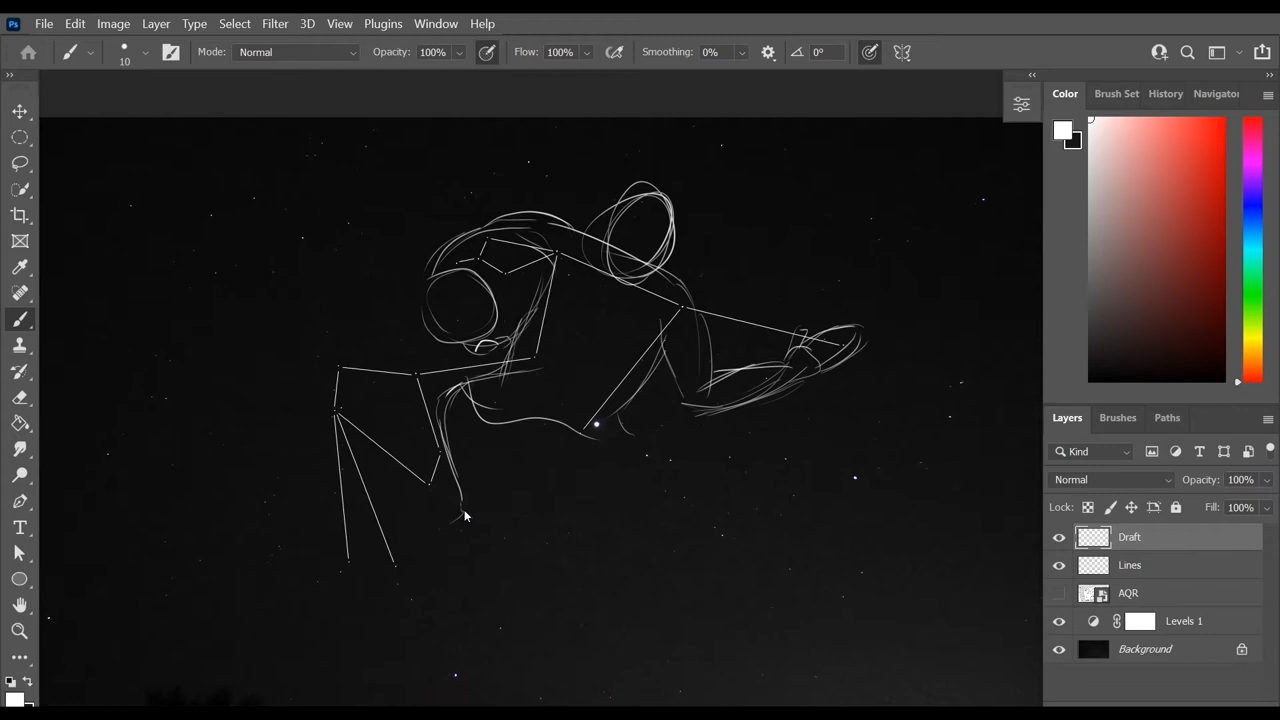 Ps File Edit Image Layer Type Select Filter 3D View Plugins Window Help
10 Mode: Normal Opacity: 100% Flow: 100% Smoothing: 0% 0°
Color Brush Set History Navigator
Layers Brushes Paths
Kind
Normal Opacity: 100%
Lock: Fill: 100%
Draft
Lines
AQR
Levels 1
Background